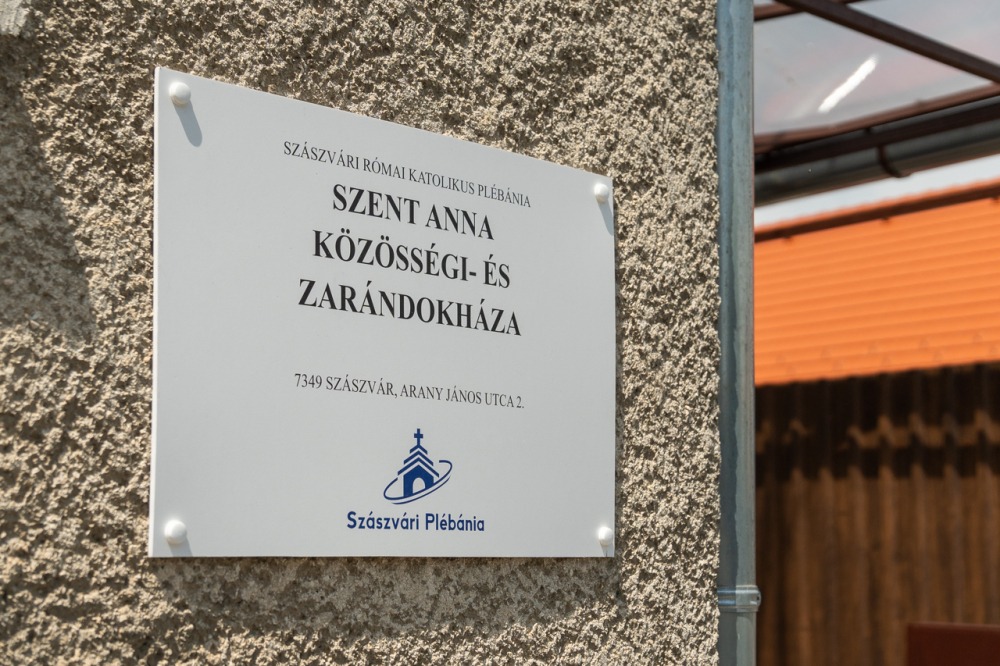 SZÁSZVÁRI RÓMAI KATOLIKUS PLÉBÁNIA
SZENT ANNA
KÖZÖSSÉGI- ÉS
ZARÁNDOKHÁZA
7349 SZÁSZVÁR, ARANY JÁNOS UTCA 2.
Szászvári Plébánia